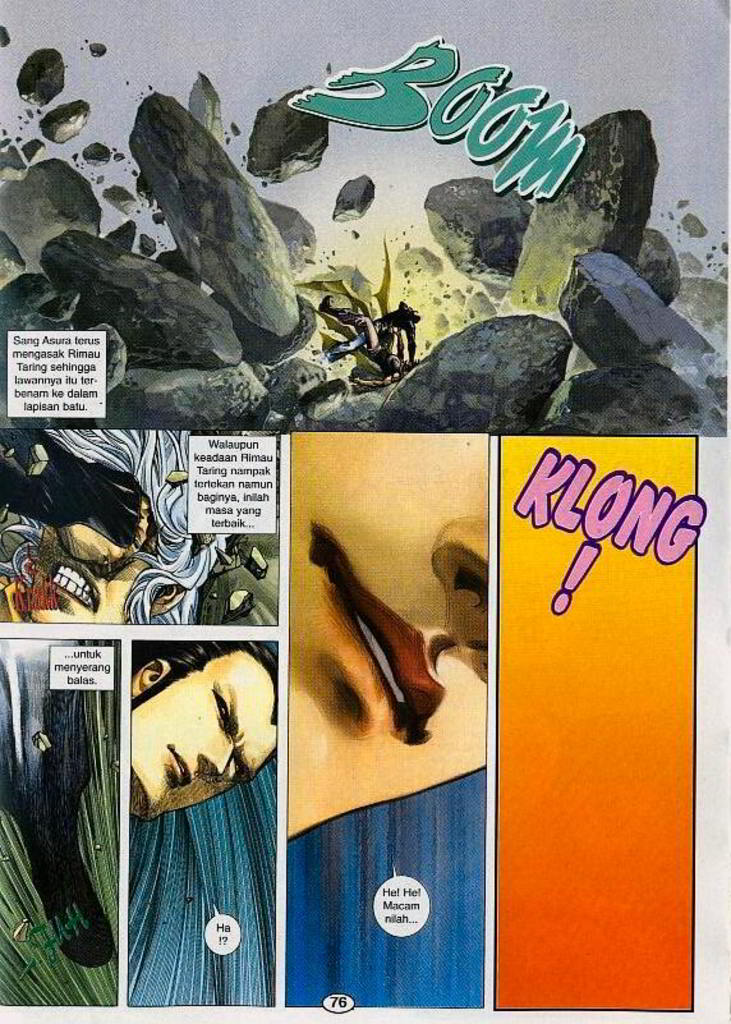 BOOM
Sang Asura terus
mengasak Rimau
Taring sehingga
lawannya itu ter-
benam ke dalam
lapisan batu.
Walaupun
keadaan Rimau
Taring nampak
tertekan namun
baginya, inilah
masa yang
terbaik...
...untuk
menyerang
balas.
Ha
!?
He! He!
Macam
nilah...
KLONG
!
76